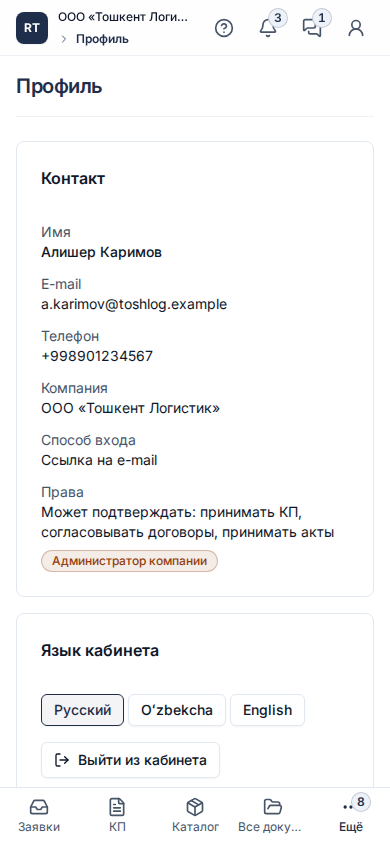 RT
ООО «Тошкент Логи...
Профиль
3
1
Профиль
Контакт
Имя
Алишер Каримов
E-mail
a.karimov@toshlog.example
Телефон
+998901234567
Компания
ООО «Тошкент Логистик»
Способ входа
Ссылка на e-mail
Права
Может подтверждать: принимать КП,
согласовывать договоры, принимать акты
Администратор компании
Язык кабинета
Русский
Oʻzbekcha
English
Выйти из кабинета
8
Заявки
КП
Каталог
Все доку...
Ещё